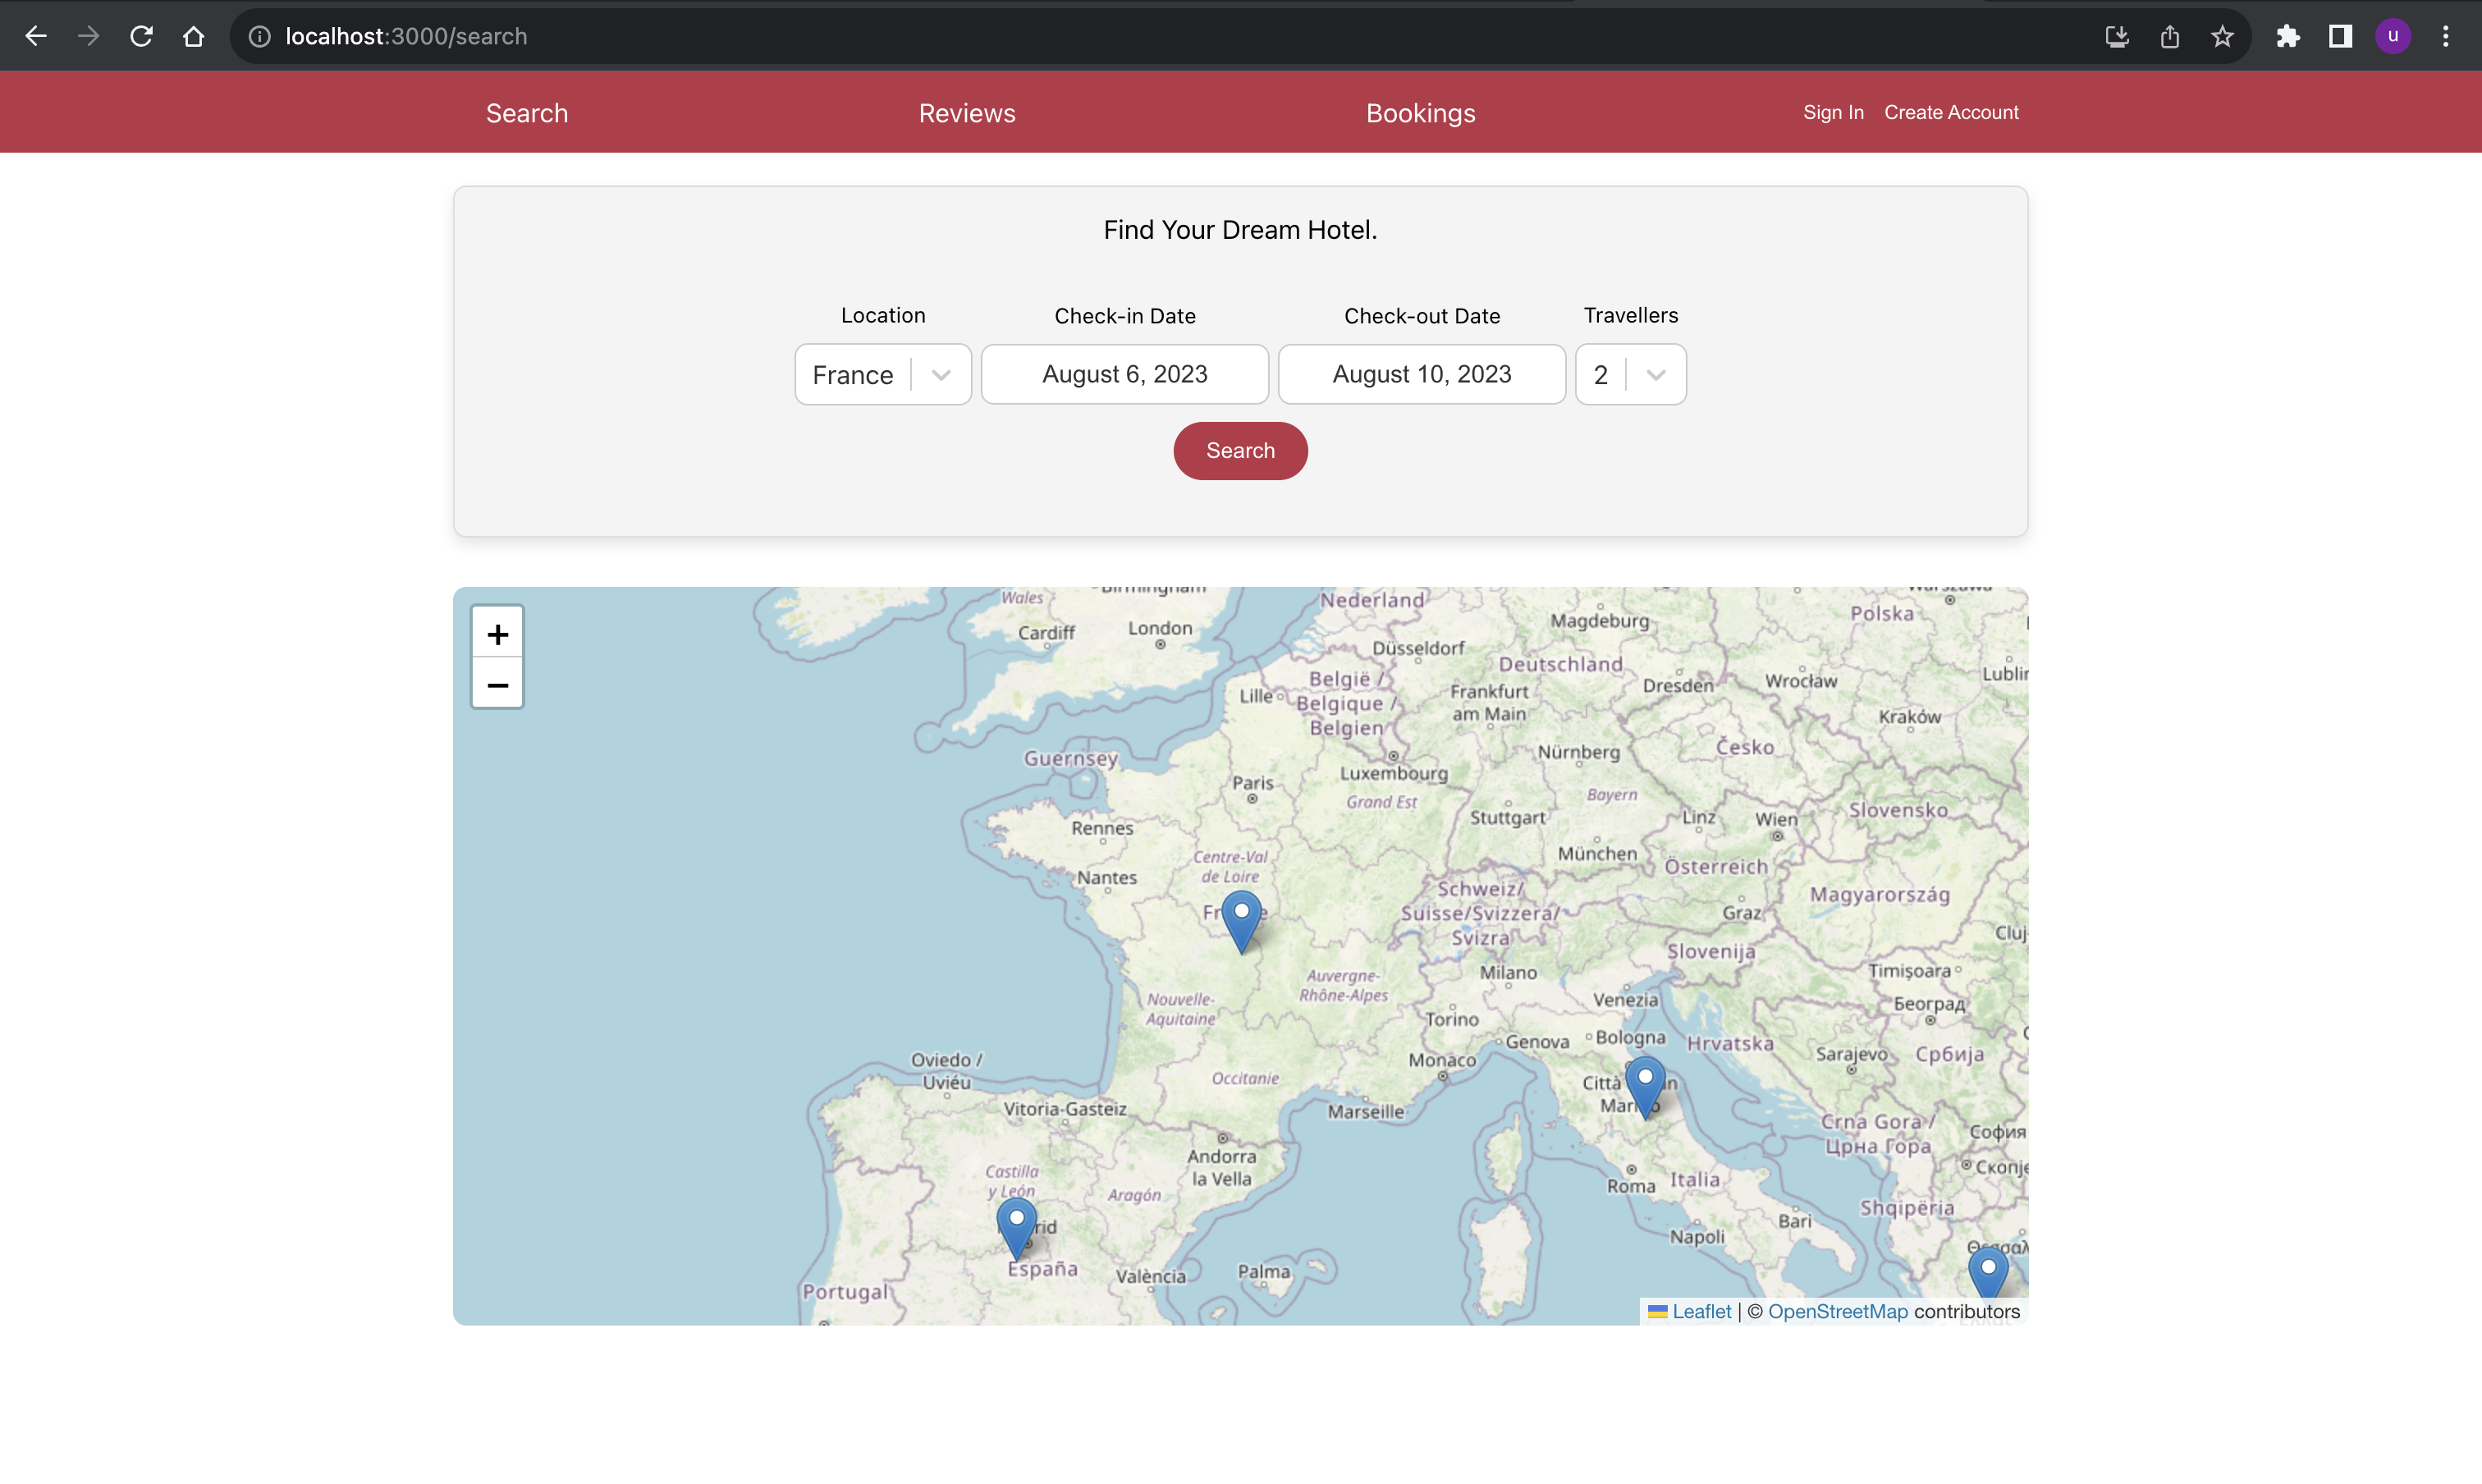 localhost:3000/search
u
Search
Reviews
Bookings
Sign In
Create Account
Find Your Dream Hotel.
Location
Check-in Date
Check-out Date
Travellers
France
August 6, 2023
August 10, 2023
2
Search
+
−
Wales
Cardiff
London
Nederland
Magdeburg
Polska
Düsseldorf
Deutschland
Lille
België /
Belgique /
Belgien
Frankfurt
am Main
Dresden
Wrocław
Kraków
Guernsey
Nürnberg
Česko
Paris
Luxembourg
Grand Est
Bayern
Stuttgart
Linz
Wien
Slovensko
Rennes
München
Österreich
Centre-Val
de Loire
Nantes
Schweiz/
Suisse/Svizzera/
Svizra
Magyarország
Graz
Slovenija
Auvergne-
Rhône-Alpes
Milano
Timișoara
Nouvelle-
Aquitaine
Venezia
Београд
Torino
Genova
Bologna
Hrvatska
Sarajevo
Србија
Monaco
Oviedo /
Uviéu
Occitanie
Città
Vitoria-Gasteiz
Marseille
Crna Gora /
Црна Гора
София
Andorra
la Vella
Castilla
y León
Aragón
Roma
Italia
Shqipëria
Bari
Napoli
España
València
Palma
Portugal
Leaflet | © OpenStreetMap contributors